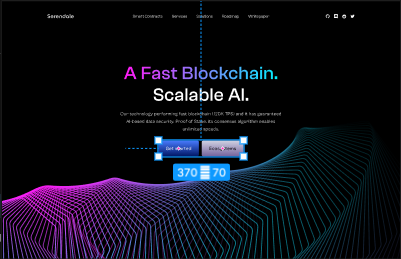 Serendale
Smart Contracts Services Solutions Roadmap Whitepaper
A Fast Blockchain.
Scalable AI.
Our technology performing fast blockchain (120K TPS) and it has guaranteed
AI-based data security. Proof of Stake, its consensus algorithm enables
unlimited speeds.
Get started Ecosystems
370 70